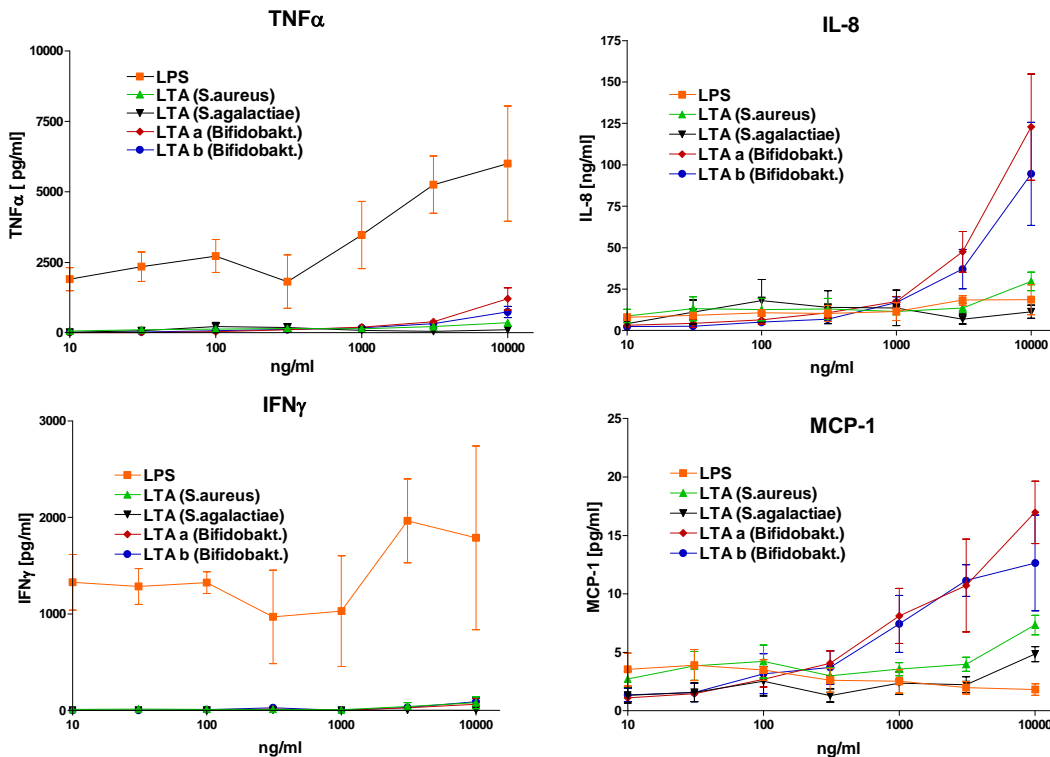 TNFα
TNFα [ pg/ml]
10000
7500
5000
2500
0
LPS
LTA (S.aureus)
LTA (S.agalactiae)
LTA a (Bifidobakt.)
LTA b (Bifidobakt.)
10 100 1000 10000
ng/ml
IL-8
IL-8 [ng/ml]
175
150
125
100
75
50
25
0
LPS
LTA (S.aureus)
LTA (S.agalactiae)
LTA a (Bifidobakt.)
LTA b (Bifidobakt.)
10 100 1000 10000
ng/ml
IFNγ
IFNγ [pg/ml]
3000
2000
1000
0
LPS
LTA (S.aureus)
LTA (S.agalactiae)
LTA a (Bifidobakt.)
LTA b (Bifidobakt.)
10 100 1000 10000
ng/ml
MCP-1
MCP-1 [pg/ml]
25
20
15
10
5
0
LPS
LTA (S.aureus)
LTA (S.agalactiae)
LTA a (Bifidobakt.)
LTA b (Bifidobakt.)
10 100 1000 10000
ng/ml